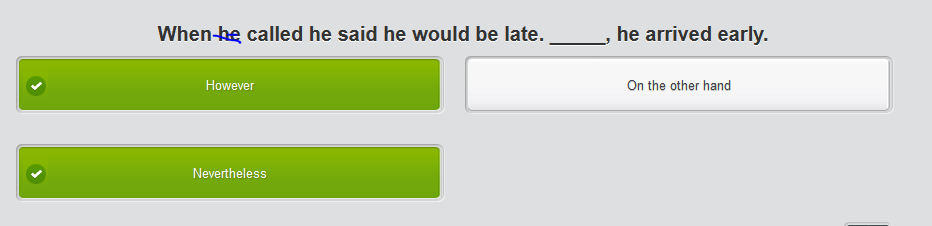 When he called he said he would be late. _____, he arrived early.
However
On the other hand
Nevertheless